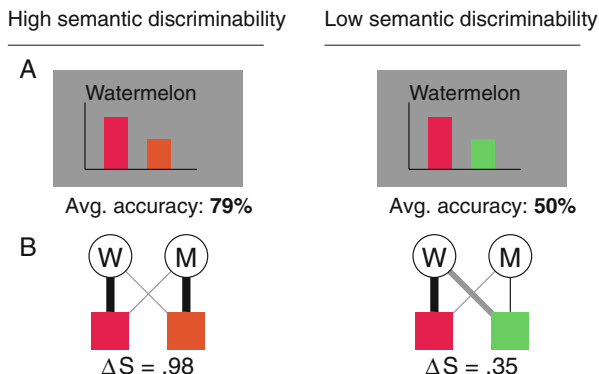 High semantic discriminability
Low semantic discriminability
A
Watermelon
Watermelon
Avg. accuracy: 79%
Avg. accuracy: 50%
B
W M
W M
ΔS = .98
ΔS = .35